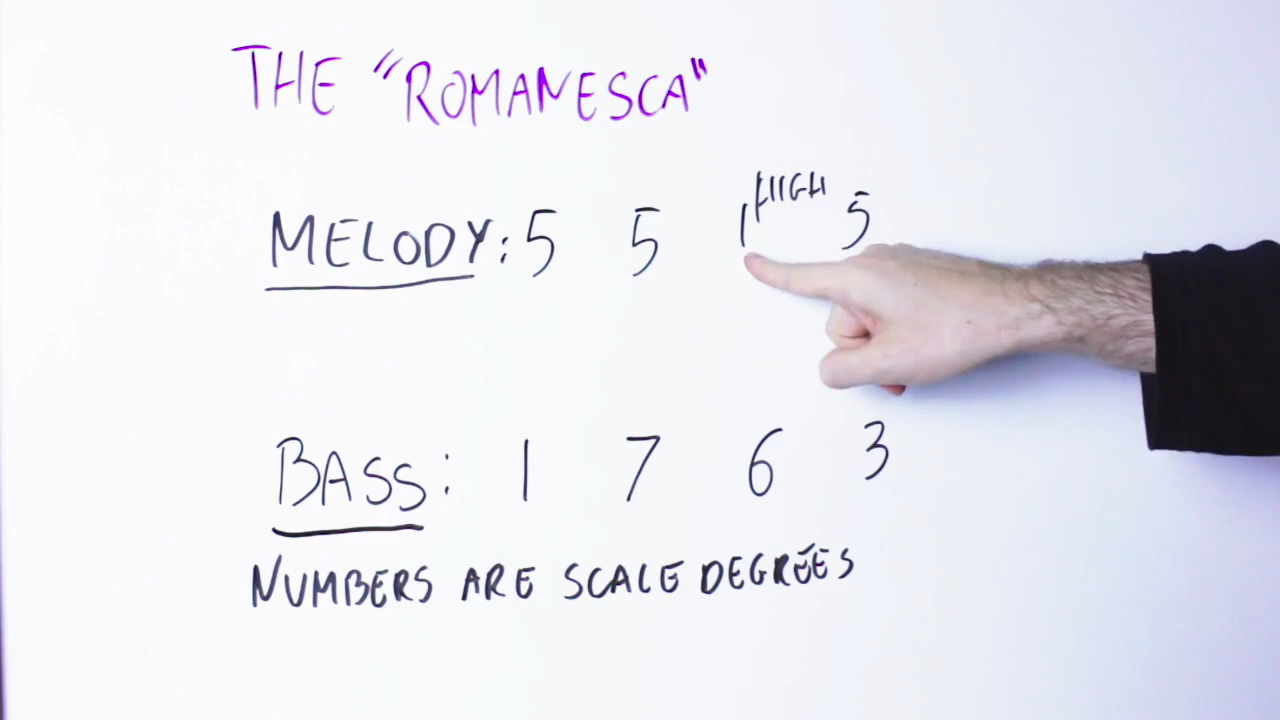 THE "ROMANESCA"
MELODY: 5 5 1 HIGH 5
BASS: 1 7 6 3
NUMBERS ARE SCALE DEGREES